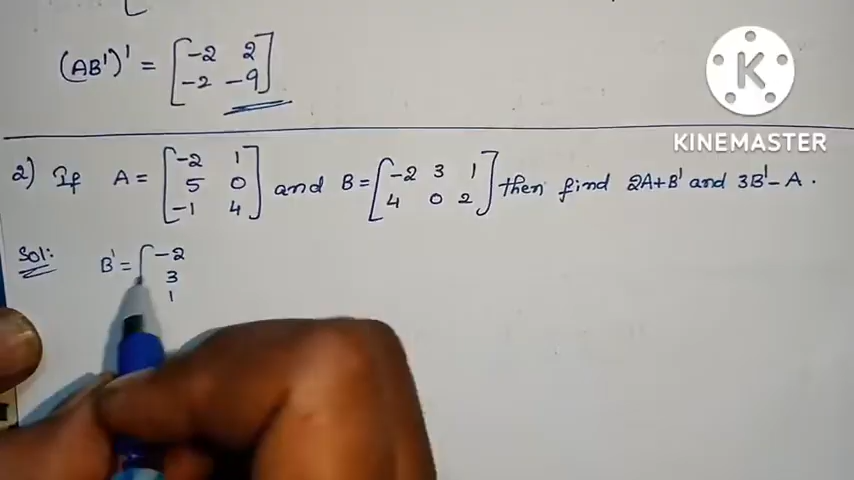 (AB')' = [-2 2
-2 -9]
K
KINEMASTER
2) If A = [-2 1
5 0
-1 4] and B = [-2 3 1
4 0 2] then find 2A+B' and 3B'-A.
Sol:
B' = [-2
3
1